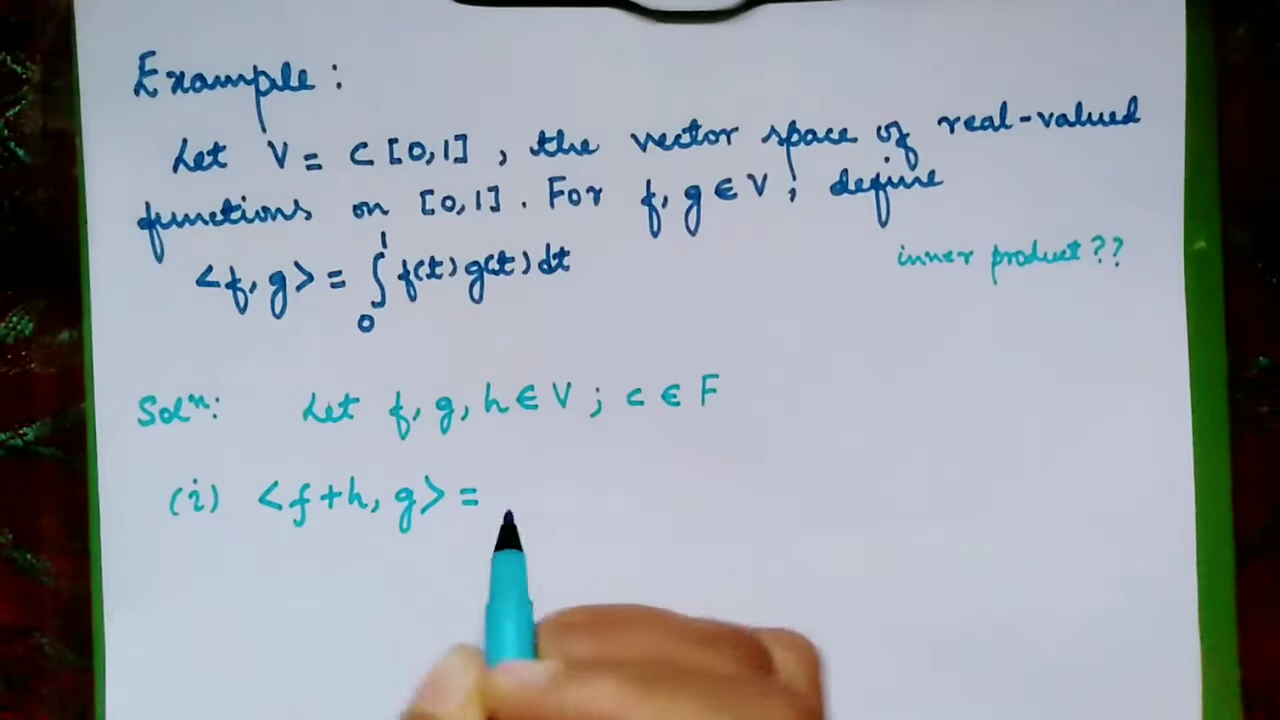 Example:
Let V = C[0,1], the vector space of real-valued
functions on [0,1]. For f, g ∈ V; define
<f, g> = ∫₀¹ f(t) g(t) dt
inner product??
Solⁿ: Let f, g, h ∈ V; c ∈ F
(i) <f+h, g> =